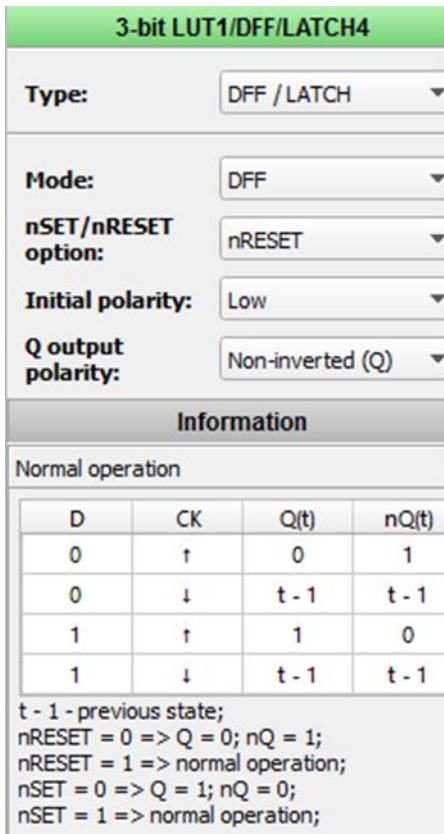 3-bit LUT1/DFF/LATCH4
Type: DFF / LATCH
Mode: DFF
nSET/nRESET
option: nRESET
Initial polarity: Low
Q output
polarity: Non-inverted (Q)
Information
Normal operation
D CK Q(t) nQ(t)
0 ↑ 0 1
0 ↓ t - 1 t - 1
1 ↑ 1 0
1 ↓ t - 1 t - 1
t - 1 - previous state;
nRESET = 0 => Q = 0; nQ = 1;
nRESET = 1 => normal operation;
nSET = 0 => Q = 1; nQ = 0;
nSET = 1 => normal operation;